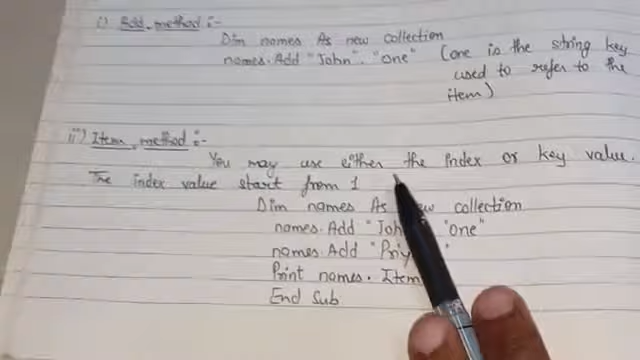 i) Add method :-
Dim names As new collection
names.Add "John". "one" (one is the string key
used to refer to the
item)
ii) Item method :-
You may use either the Index or key value.
The index value start from 1
Dim names As collection
names.Add "Joh "one"
names.Add "Priy "
Print names. Item
End Sub